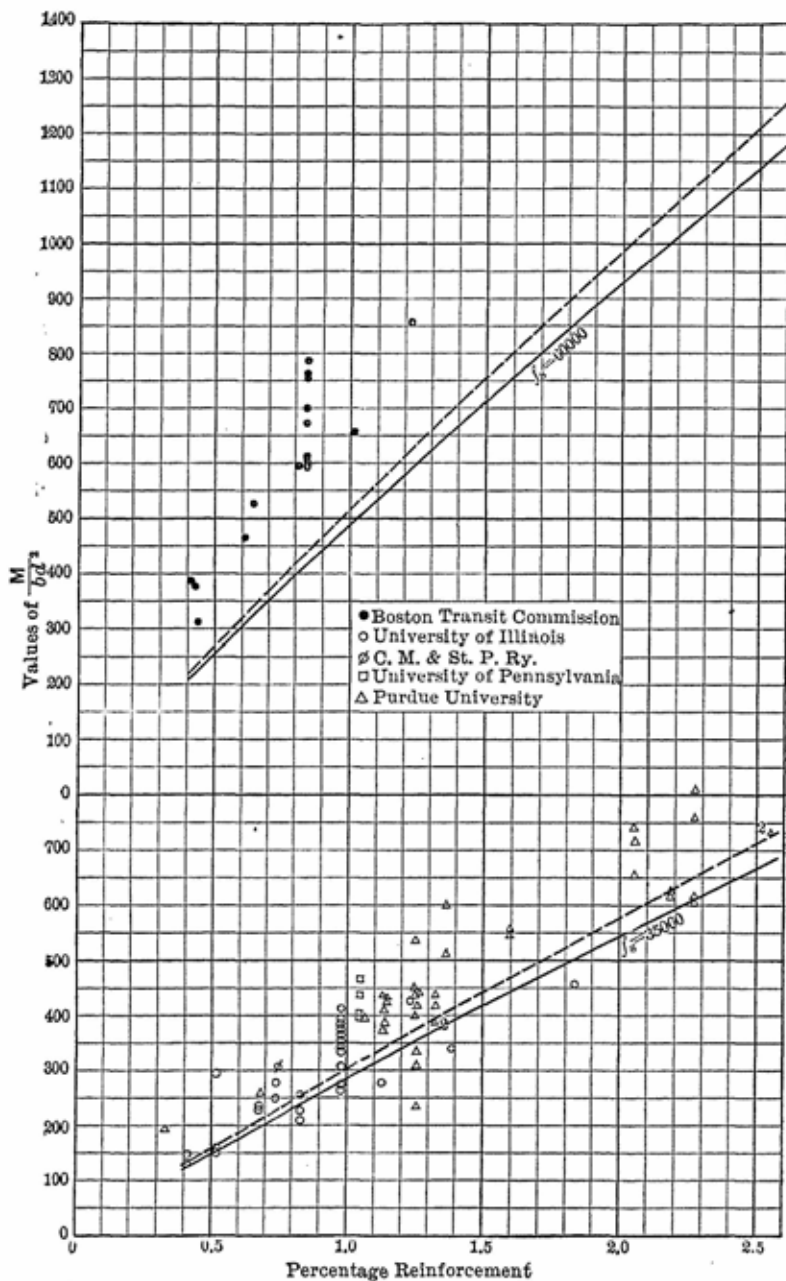 1400
1300
1200
1100
1000
900
800
700
600
500
400
300
200
100
0
Values of M/bd²
● Boston Transit Commission
○ University of Illinois
C. M. & St. P. Ry.
□ University of Pennsylvania
△ Purdue University
700
600
500
400
300
200
100
0
2
fs=35000
0 0.5 1.0 1.5 2.0 2.5
Percentage Reinforcement